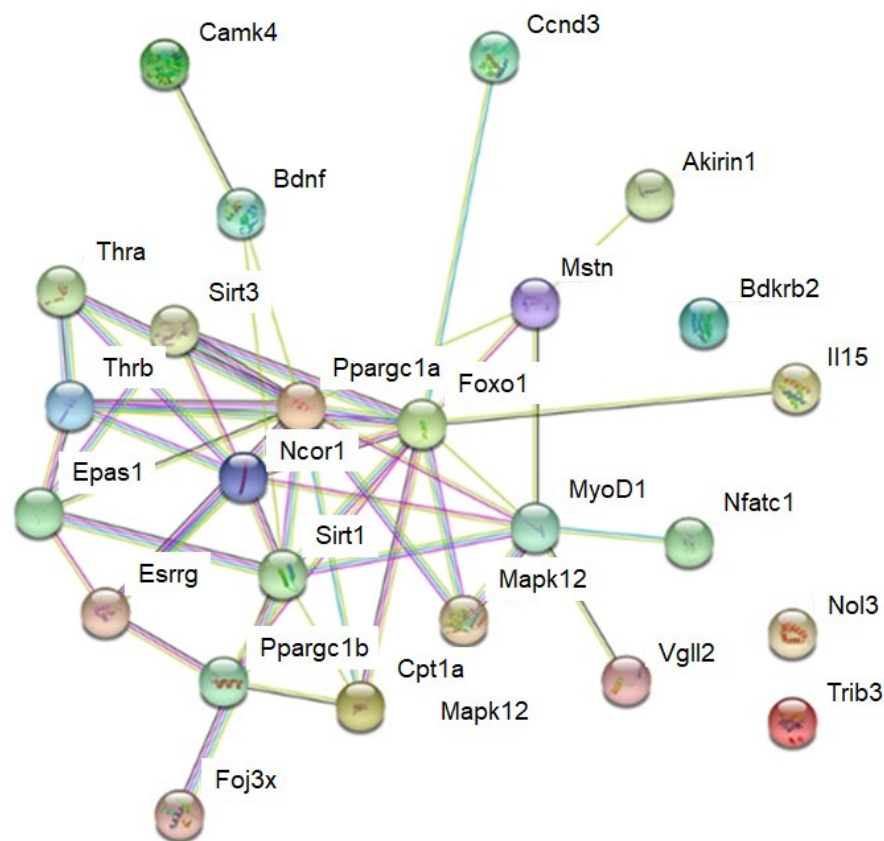 Camk4
Ccnd3
Akirin1
Bdnf
Thra
Sirt3
Mstn
Bdkrb2
Thrb
Ppargc1a
Foxo1
Il15
Epas1
Ncor1
MyoD1
Nfatc1
Esrrg
Sirt1
Mapk12
Nol3
Ppargc1b
Cpt1a
Vgll2
Trib3
Mapk12
Foj3x